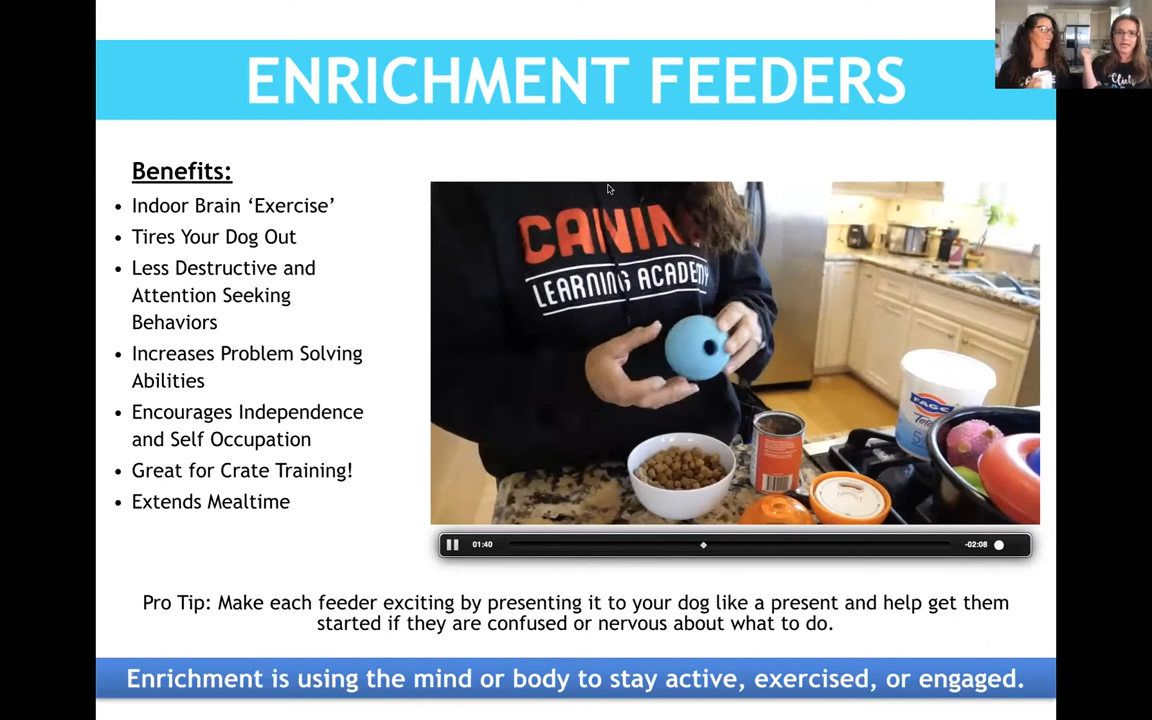 ENRICHMENT FEEDERS
Click
Benefits:
• Indoor Brain ‘Exercise’
• Tires Your Dog Out
• Less Destructive and
Attention Seeking
Behaviors
• Increases Problem Solving
Abilities
• Encourages Independence
and Self Occupation
• Great for Crate Training!
• Extends Mealtime
CANIN
LEARNING ACADEMY
FAGE
Total
5
01:40
-02:08
Pro Tip: Make each feeder exciting by presenting it to your dog like a present and help get them
started if they are confused or nervous about what to do.
Enrichment is using the mind or body to stay active, exercised, or engaged.